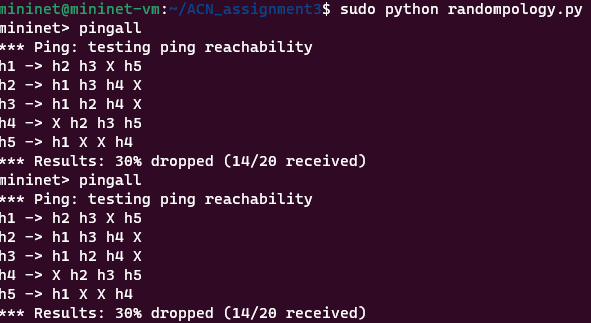 mininet@mininet-vm:~/ACN_assignment3$ sudo python randompology.py
mininet> pingall
*** Ping: testing ping reachability
h1 -> h2 h3 X h5
h2 -> h1 h3 h4 X
h3 -> h1 h2 h4 X
h4 -> X h2 h3 h5
h5 -> h1 X X h4
*** Results: 30% dropped (14/20 received)
mininet> pingall
*** Ping: testing ping reachability
h1 -> h2 h3 X h5
h2 -> h1 h3 h4 X
h3 -> h1 h2 h4 X
h4 -> X h2 h3 h5
h5 -> h1 X X h4
*** Results: 30% dropped (14/20 received)